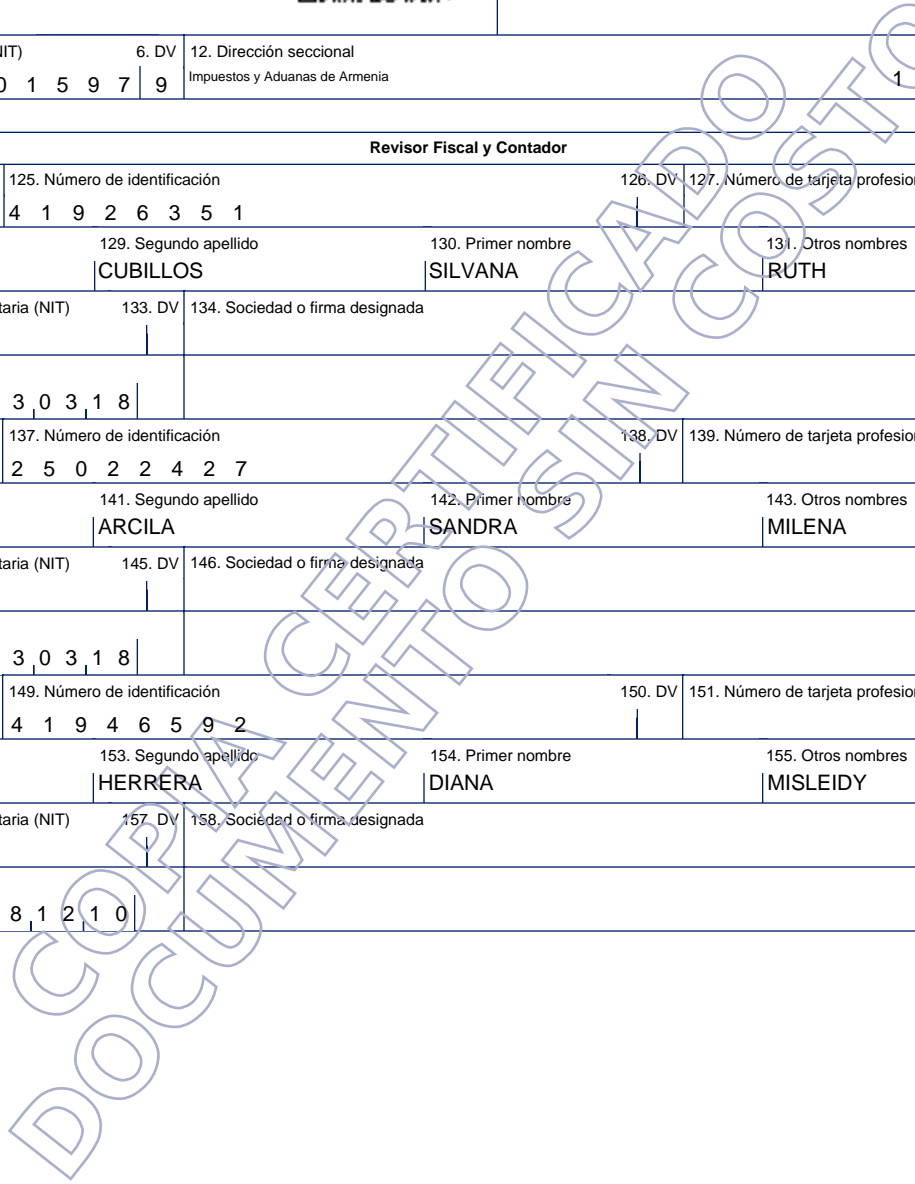 NIT) 6. DV 12. Dirección seccional
0 1 5 9 7 9 Impuestos y Aduanas de Armenia 1
Revisor Fiscal y Contador
125. Número de identificación 126. DV 127. Número de tarjeta profesion
4 1 9 2 6 3 5 1
129. Segundo apellido 130. Primer nombre 131. Otros nombres
CUBILLOS SILVANA RUTH
taria (NIT) 133. DV 134. Sociedad o firma designada
3 0 3 1 8
137. Número de identificación 138. DV 139. Número de tarjeta profesion
2 5 0 2 2 4 2 7
141. Segundo apellido 142. Primer nombre 143. Otros nombres
ARCILA SANDRA MILENA
taria (NIT) 145. DV 146. Sociedad o firma designada
3 0 3 1 8
149. Número de identificación 150. DV 151. Número de tarjeta profesion
4 1 9 4 6 5 9 2
153. Segundo apellido 154. Primer nombre 155. Otros nombres
HERRERA DIANA MISLEIDY
taria (NIT) 157. DV 158. Sociedad o firma designada
8 1 2 1 0
COPIA CERTIFICADO
DOCUMENTO SIN COSTO